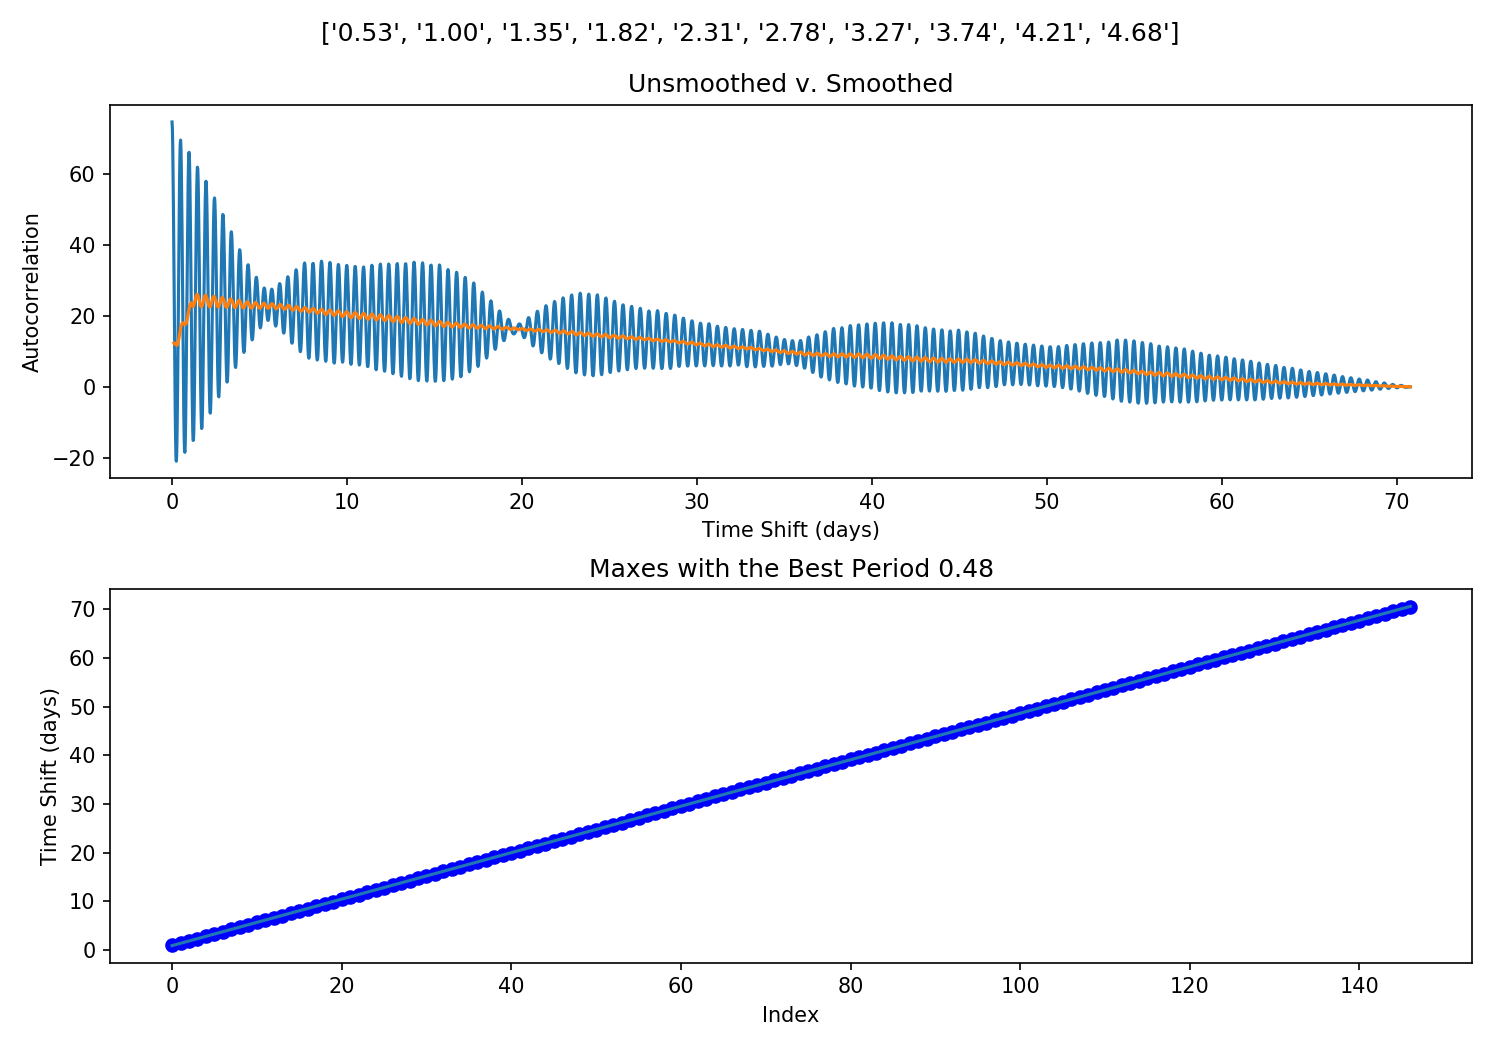 ['0.53', '1.00', '1.35', '1.82', '2.31', '2.78', '3.27', '3.74', '4.21', '4.68']
Unsmoothed v. Smoothed
Autocorrelation
60
40
20
0
−20
0 10 20 30 40 50 60 70
Time Shift (days)
Maxes with the Best Period 0.48
Time Shift (days)
70
60
50
40
30
20
10
0
0 20 40 60 80 100 120 140
Index